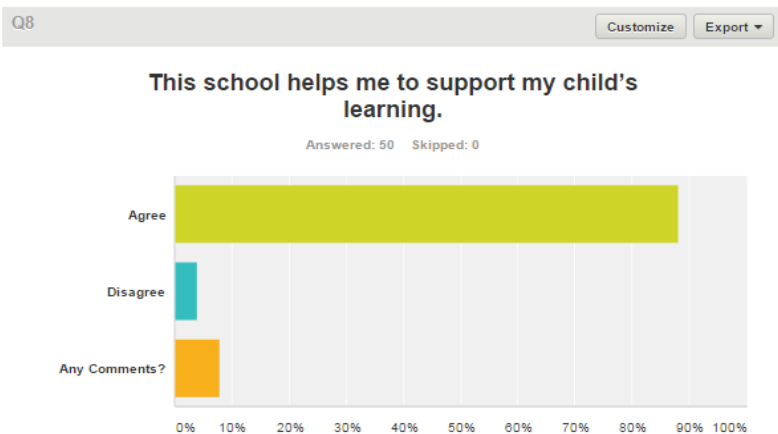 Q8
Customize
Export
This school helps me to support my child's
learning.
Answered: 50 Skipped: 0
Agree
Disagree
Any Comments?
0% 10% 20% 30% 40% 50% 60% 70% 80% 90% 100%